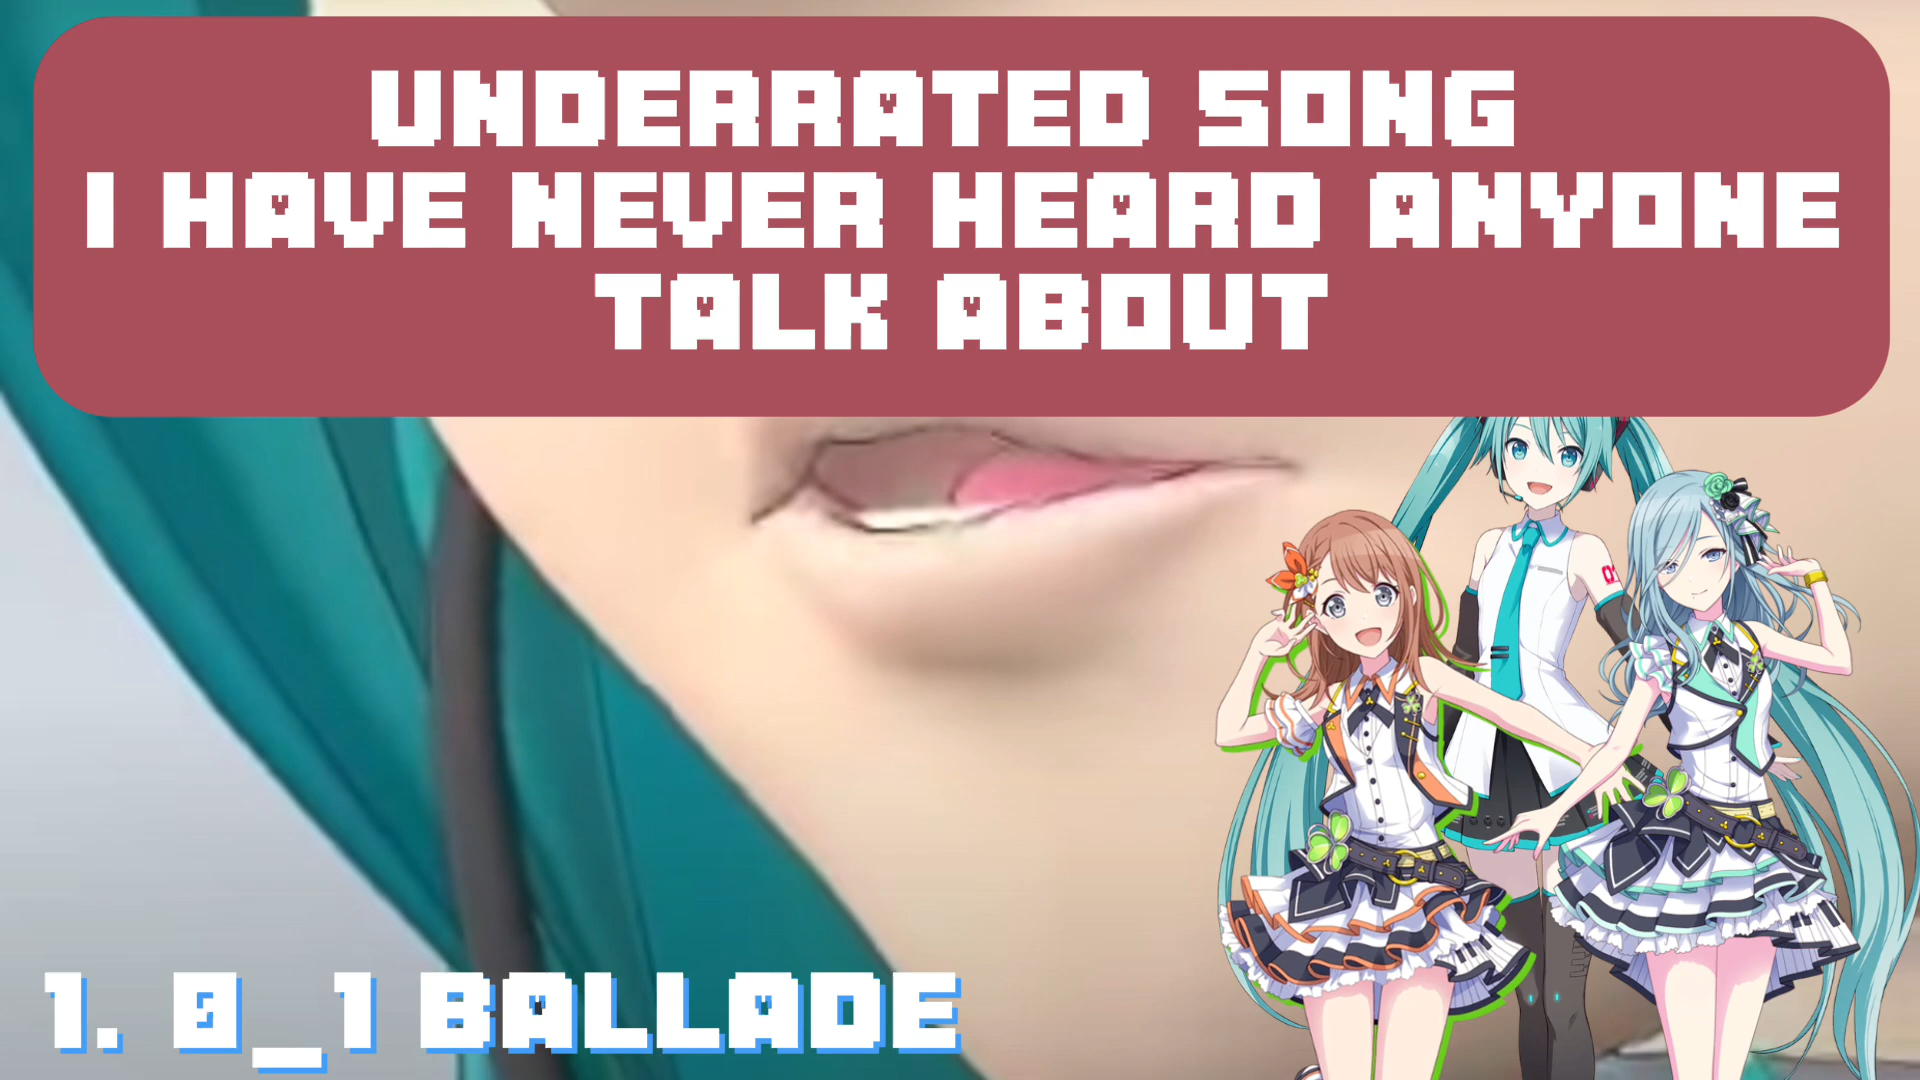 UNDERRATED SONG
I HAVE NEVER HEARD ANYONE
TALK ABOUT
1. 0_1 BALLADE